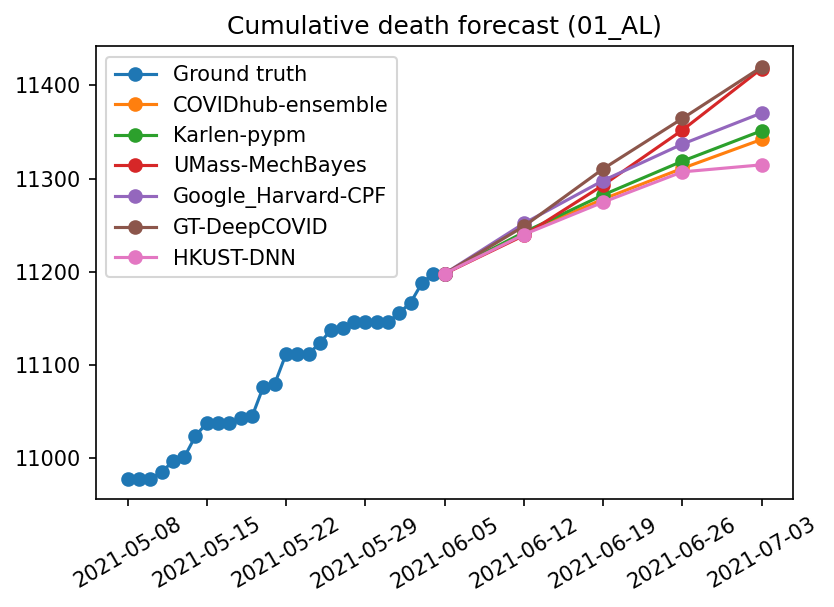 Cumulative death forecast (01_AL)
Ground truth
COVIDhub-ensemble
Karlen-pypm
UMass-MechBayes
Google_Harvard-CPF
GT-DeepCOVID
HKUST-DNN
11400
11300
11200
11100
11000
2021-05-08
2021-05-15
2021-05-22
2021-05-29
2021-06-05
2021-06-12
2021-06-19
2021-06-26
2021-07-03